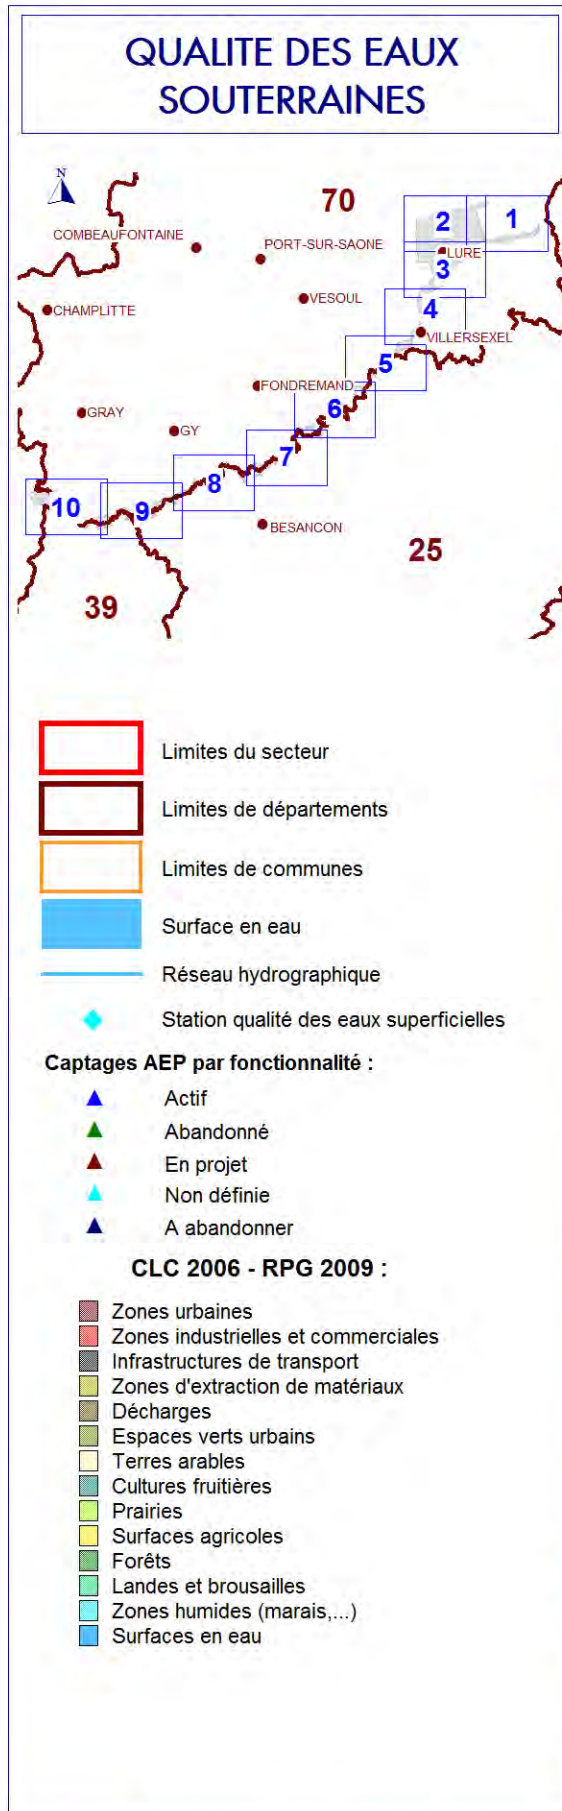 QUALITE DES EAUX
SOUTERRAINES
N
70
2
1
COMBEAUFONTAINE
PORT-SUR-SAONE
LURE
3
VESOUL
4
CHAMPLITTE
VILLERSEXEL
5
FONDREMAND
6
GRAY
GY
7
8
10
9
BESANCON
25
39
Limites du secteur
Limites de départements
Limites de communes
Surface en eau
Réseau hydrographique
Station qualité des eaux superficielles
Captages AEP par fonctionnalité :
Actif
Abandonné
En projet
Non définie
A abandonner
CLC 2006 - RPG 2009 :
Zones urbaines
Zones industrielles et commerciales
Infrastructures de transport
Zones d'extraction de matériaux
Décharges
Espaces verts urbains
Terres arables
Cultures fruitières
Prairies
Surfaces agricoles
Forêts
Landes et brousailles
Zones humides (marais,...)
Surfaces en eau